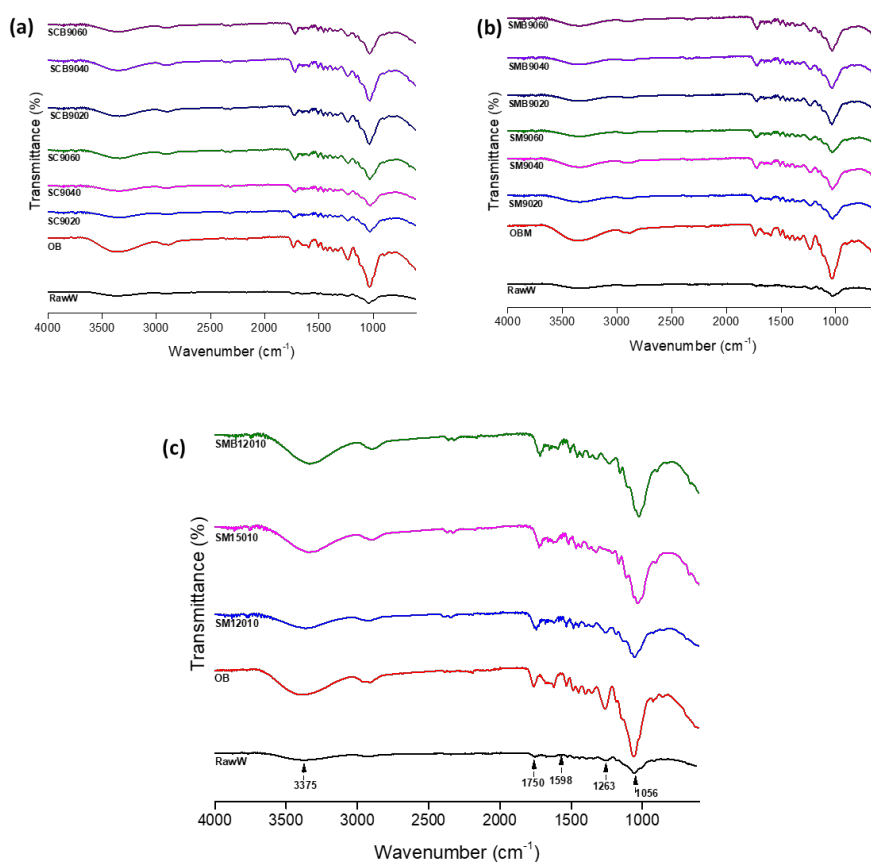 (a)
SCB9060
SCB9040
SCB9020
SC9060
SC9040
SC9020
OB
RawW
Transmittance (%)
4000 3500 3000 2500 2000 1500 1000
Wavenumber (cm⁻¹)
(b)
SMB9060
SMB9040
SMB9020
SM9060
SM9040
SM9020
OBM
RawW
Transmittance (%)
4000 3500 3000 2500 2000 1500 1000
Wavenumber (cm⁻¹)
(c)
SMB12010
SM15010
SM12010
OB
RawW
3375 1750 1598 1263 1056
Transmittance (%)
4000 3500 3000 2500 2000 1500 1000
Wavenumber (cm⁻¹)